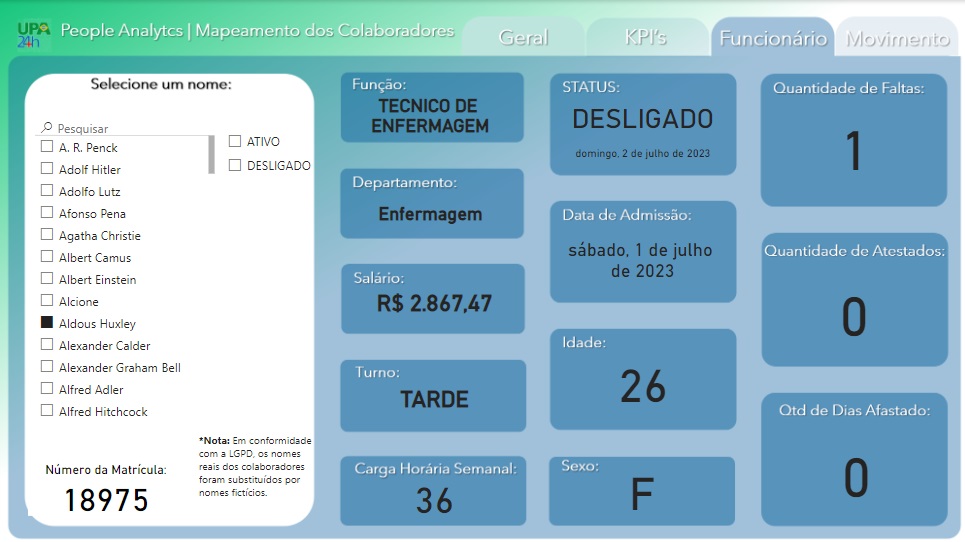 UPA
24h
People Analytcs | Mapeamento dos Colaboradores
Geral
KPI's
Funcionário
Movimento
Selecione um nome:
Pesquisar
A. R. Penck
Adolf Hitler
Adolfo Lutz
Afonso Pena
Agatha Christie
Albert Camus
Albert Einstein
Alcione
Aldous Huxley
Alexander Calder
Alexander Graham Bell
Alfred Adler
Alfred Hitchcock
ATIVO
DESLIGADO
Número da Matrícula:
18975
*Nota: Em conformidade
com a LGPD, os nomes
reais dos colaboradores
foram substituídos por
nomes fictícios.
Função:
TECNICO DE
ENFERMAGEM
Departamento:
Enfermagem
Salário:
R$ 2.867,47
Turno:
TARDE
Carga Horária Semanal:
36
STATUS:
DESLIGADO
domingo, 2 de julho de 2023
Data de Admissão:
sábado, 1 de julho
de 2023
Idade:
26
Sexo:
F
Quantidade de Faltas:
1
Quantidade de Atestados:
0
Qtd de Dias Afastado:
0